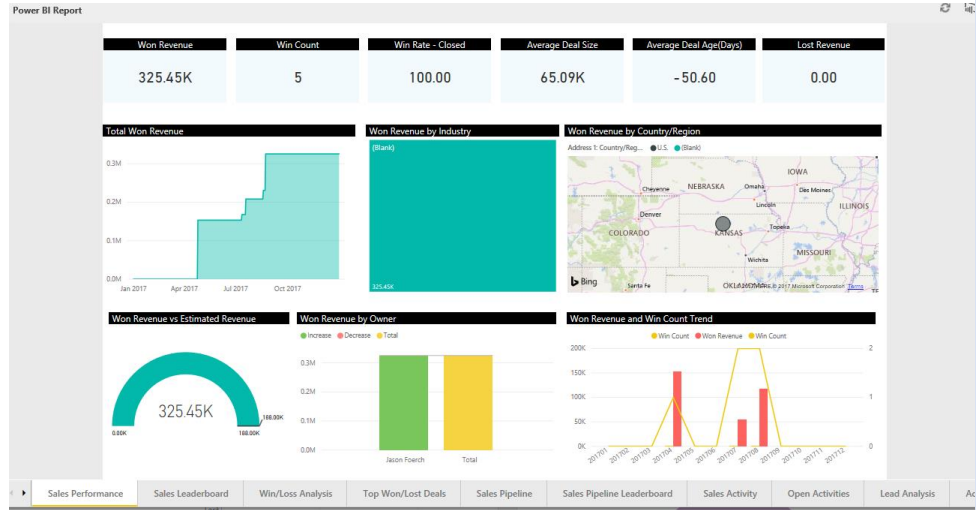 Power BI Report
Won Revenue
Win Count
Win Rate - Closed
Average Deal Size
Average Deal Age(Days)
Lost Revenue
325.45K
5
100.00
65.09K
-50.60
0.00
Total Won Revenue
0.3M
0.2M
0.1M
0.0M
Jan 2017
Apr 2017
Jul 2017
Oct 2017
Won Revenue by Industry
(Blank)
325.45K
Won Revenue by Country/Region
Address 1: Country/Reg... U.S. (Blank)
IOWA
Cheyenne
NEBRASKA
Omaha
Des Moines
Lincoln
ILLINOIS
Denver
COLORADO
KANSAS
Topeka
MISSOURI
Wichita
Bing
Santa Fe
© 2017 Microsoft Corporation Terms
Won Revenue vs Estimated Revenue
325.45K
0.00K
188.00K
188.00K
Won Revenue by Owner
Increase Decrease Total
0.3M
0.2M
0.1M
0.0M
Jason Foerch
Total
Won Revenue and Win Count Trend
Win Count Won Revenue Win Count
200K
150K
100K
50K
0K
2
1
0
201701
201702
201703
201704
201705
201706
201707
201708
201709
201710
201711
201712
Sales Performance
Sales Leaderboard
Win/Loss Analysis
Top Won/Lost Deals
Sales Pipeline
Sales Pipeline Leaderboard
Sales Activity
Open Activities
Lead Analysis